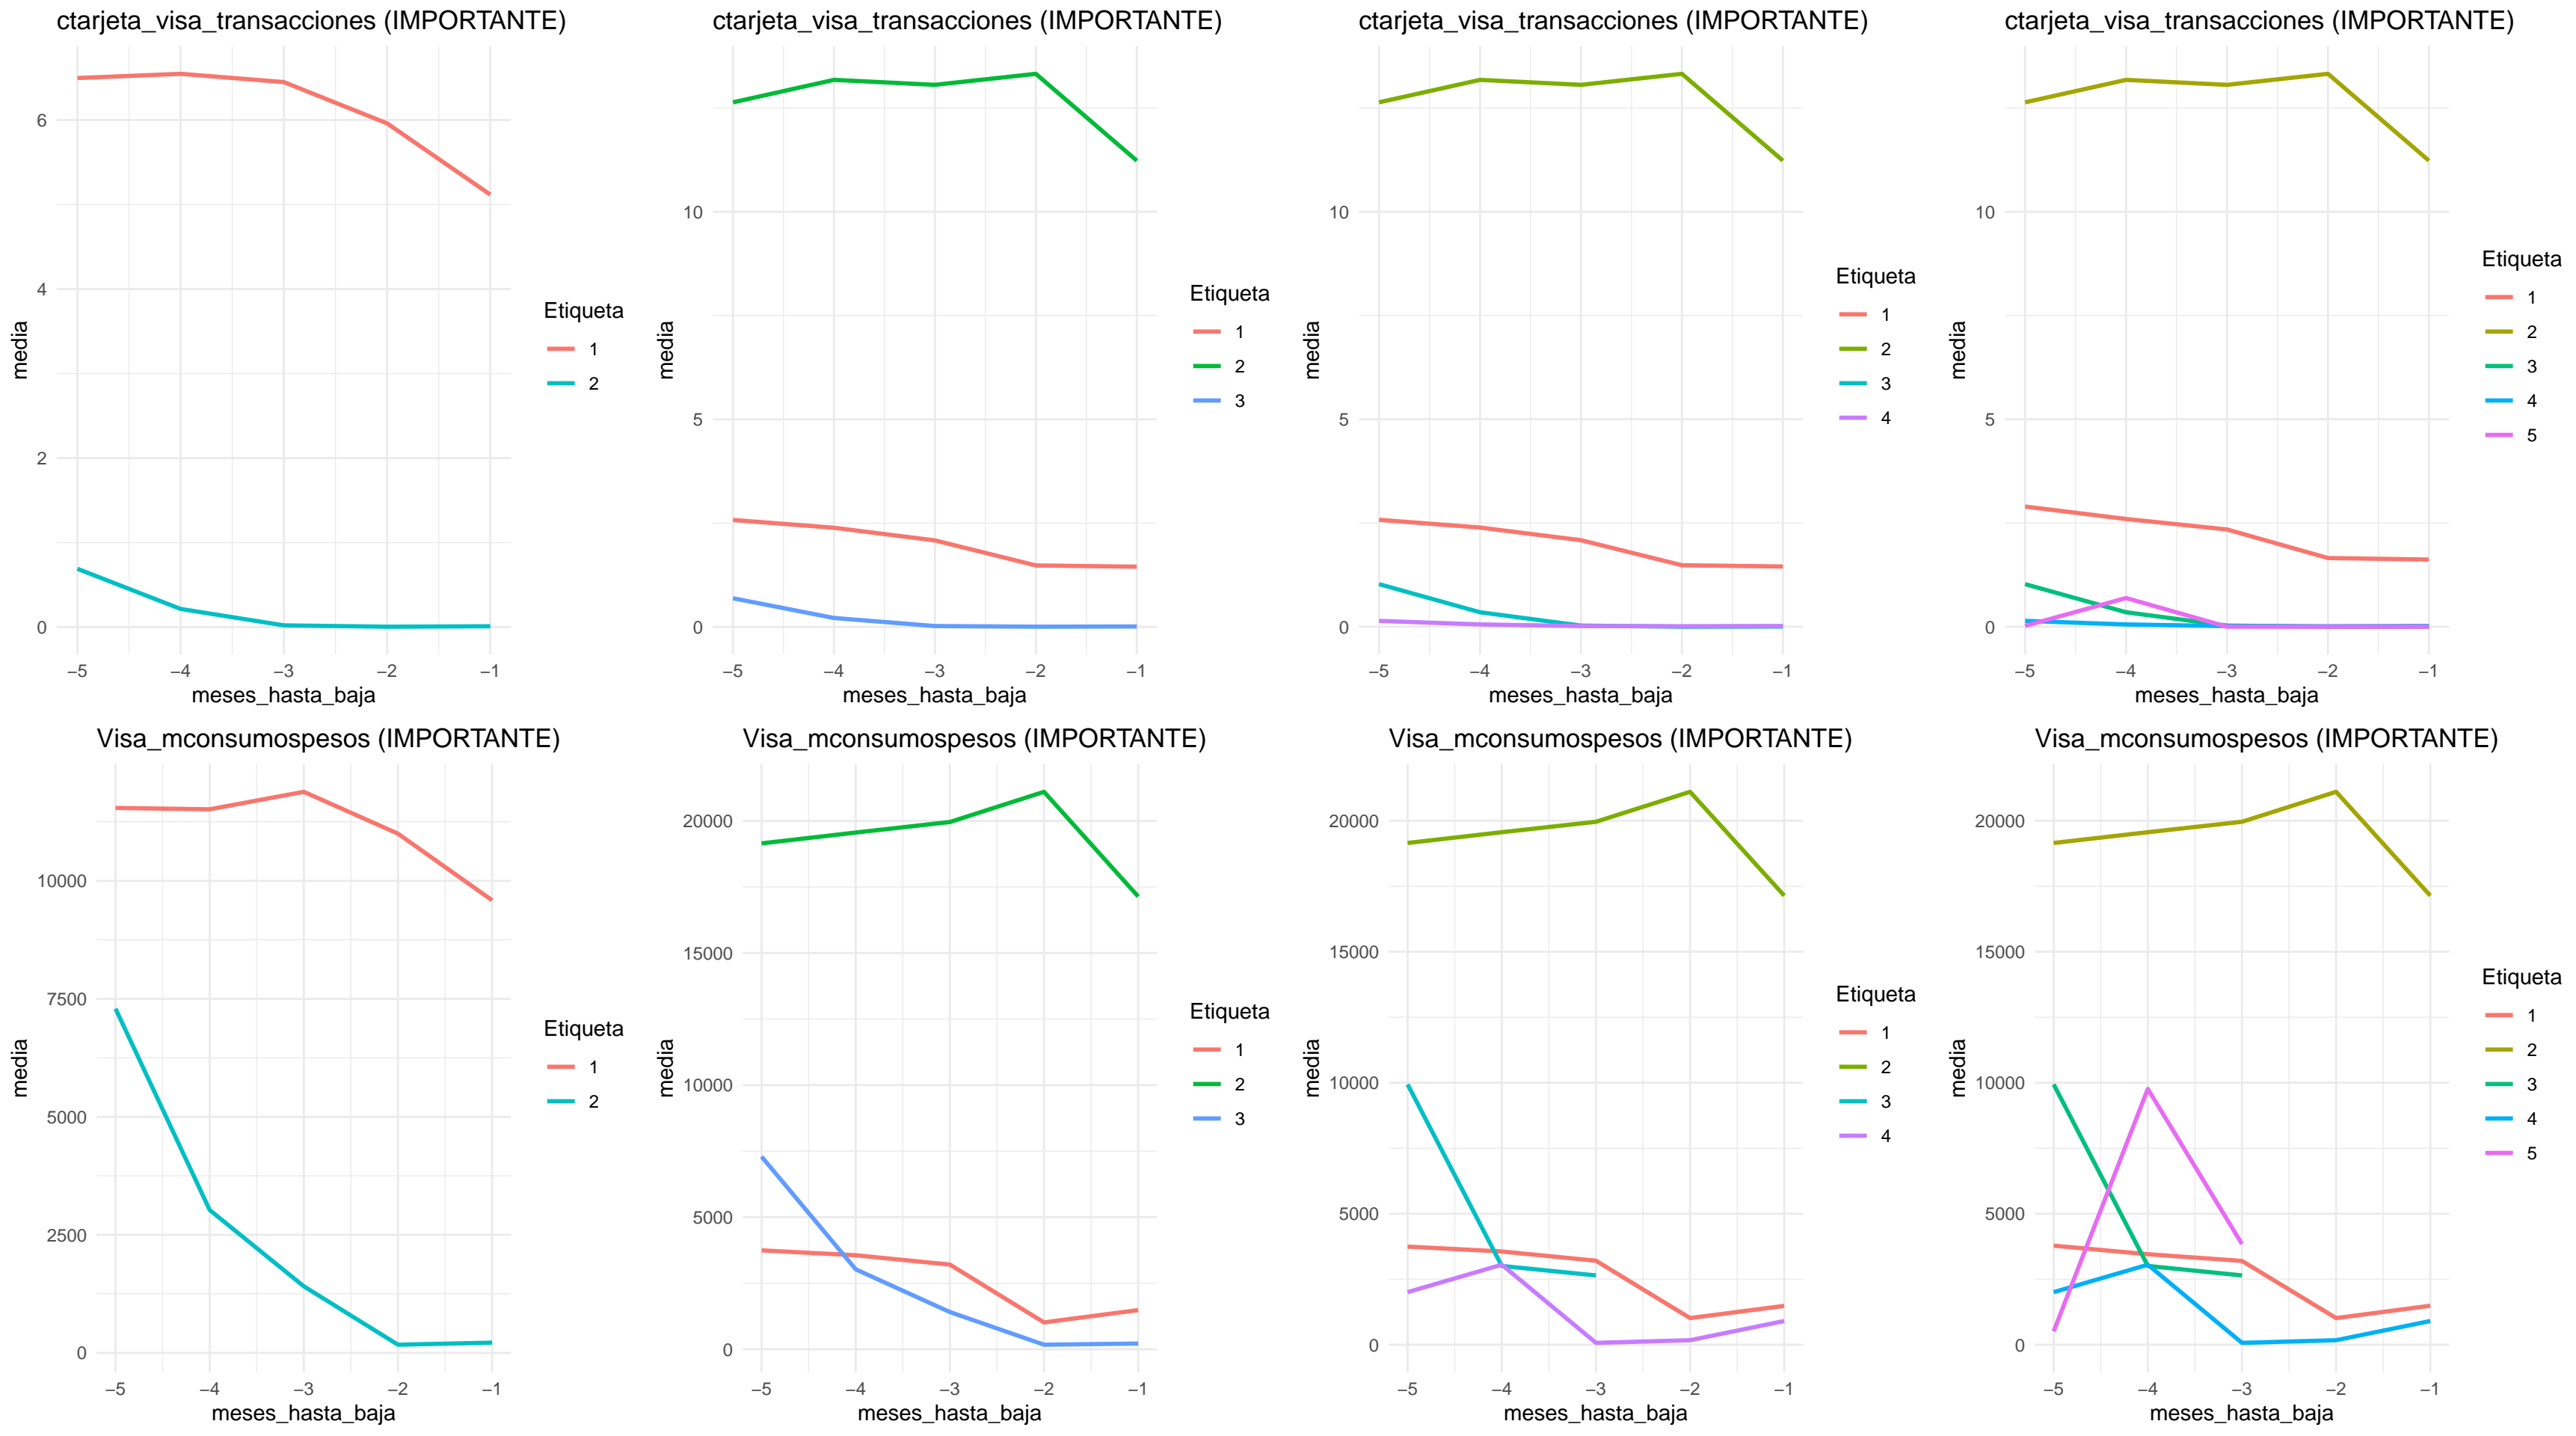 ctarjeta_visa_transacciones (IMPORTANTE)
media
6
4
2
0
−5 −4 −3 −2 −1
meses_hasta_baja
Etiqueta
1
2
ctarjeta_visa_transacciones (IMPORTANTE)
media
10
5
0
−5 −4 −3 −2 −1
meses_hasta_baja
Etiqueta
1
2
3
ctarjeta_visa_transacciones (IMPORTANTE)
media
10
5
0
−5 −4 −3 −2 −1
meses_hasta_baja
Etiqueta
1
2
3
4
ctarjeta_visa_transacciones (IMPORTANTE)
media
10
5
0
−5 −4 −3 −2 −1
meses_hasta_baja
Etiqueta
1
2
3
4
5
Visa_mconsumospesos (IMPORTANTE)
media
10000
7500
5000
2500
0
−5 −4 −3 −2 −1
meses_hasta_baja
Etiqueta
1
2
Visa_mconsumospesos (IMPORTANTE)
media
20000
15000
10000
5000
0
−5 −4 −3 −2 −1
meses_hasta_baja
Etiqueta
1
2
3
Visa_mconsumospesos (IMPORTANTE)
media
20000
15000
10000
5000
0
−5 −4 −3 −2 −1
meses_hasta_baja
Etiqueta
1
2
3
4
Visa_mconsumospesos (IMPORTANTE)
media
20000
15000
10000
5000
0
−5 −4 −3 −2 −1
meses_hasta_baja
Etiqueta
1
2
3
4
5